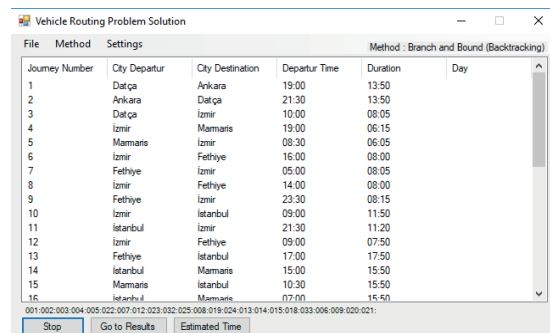 Vehicle Routing Problem Solution
File Method Settings Method : Branch and Bound (Backtracking)
Journey Number City Departur City Destination Departur Time Duration Day
1 Datça Ankara 19:00 13:50
2 Ankara Datça 21:30 13:50
3 Datça İzmir 10:00 08:05
4 İzmir Marmaris 19:00 06:15
5 Marmaris İzmir 08:30 06:05
6 İzmir Fethiye 16:00 08:00
7 Fethiye İzmir 05:00 08:05
8 İzmir Fethiye 14:00 08:00
9 Fethiye İzmir 23:30 08:15
10 İzmir İstanbul 09:00 11:50
11 İstanbul İzmir 21:30 11:20
12 İzmir Fethiye 09:00 07:50
13 Fethiye İstanbul 17:00 17:50
14 İstanbul Marmaris 15:00 15:50
15 Marmaris İstanbul 10:30 15:50
16 İstanbul Marmaris 07:00 15:50
001:002:003:004:005:022:007:012:023:032:025:008:019:024:013:014:015:018:033:006:009:020:021:
Stop Go to Results Estimated Time